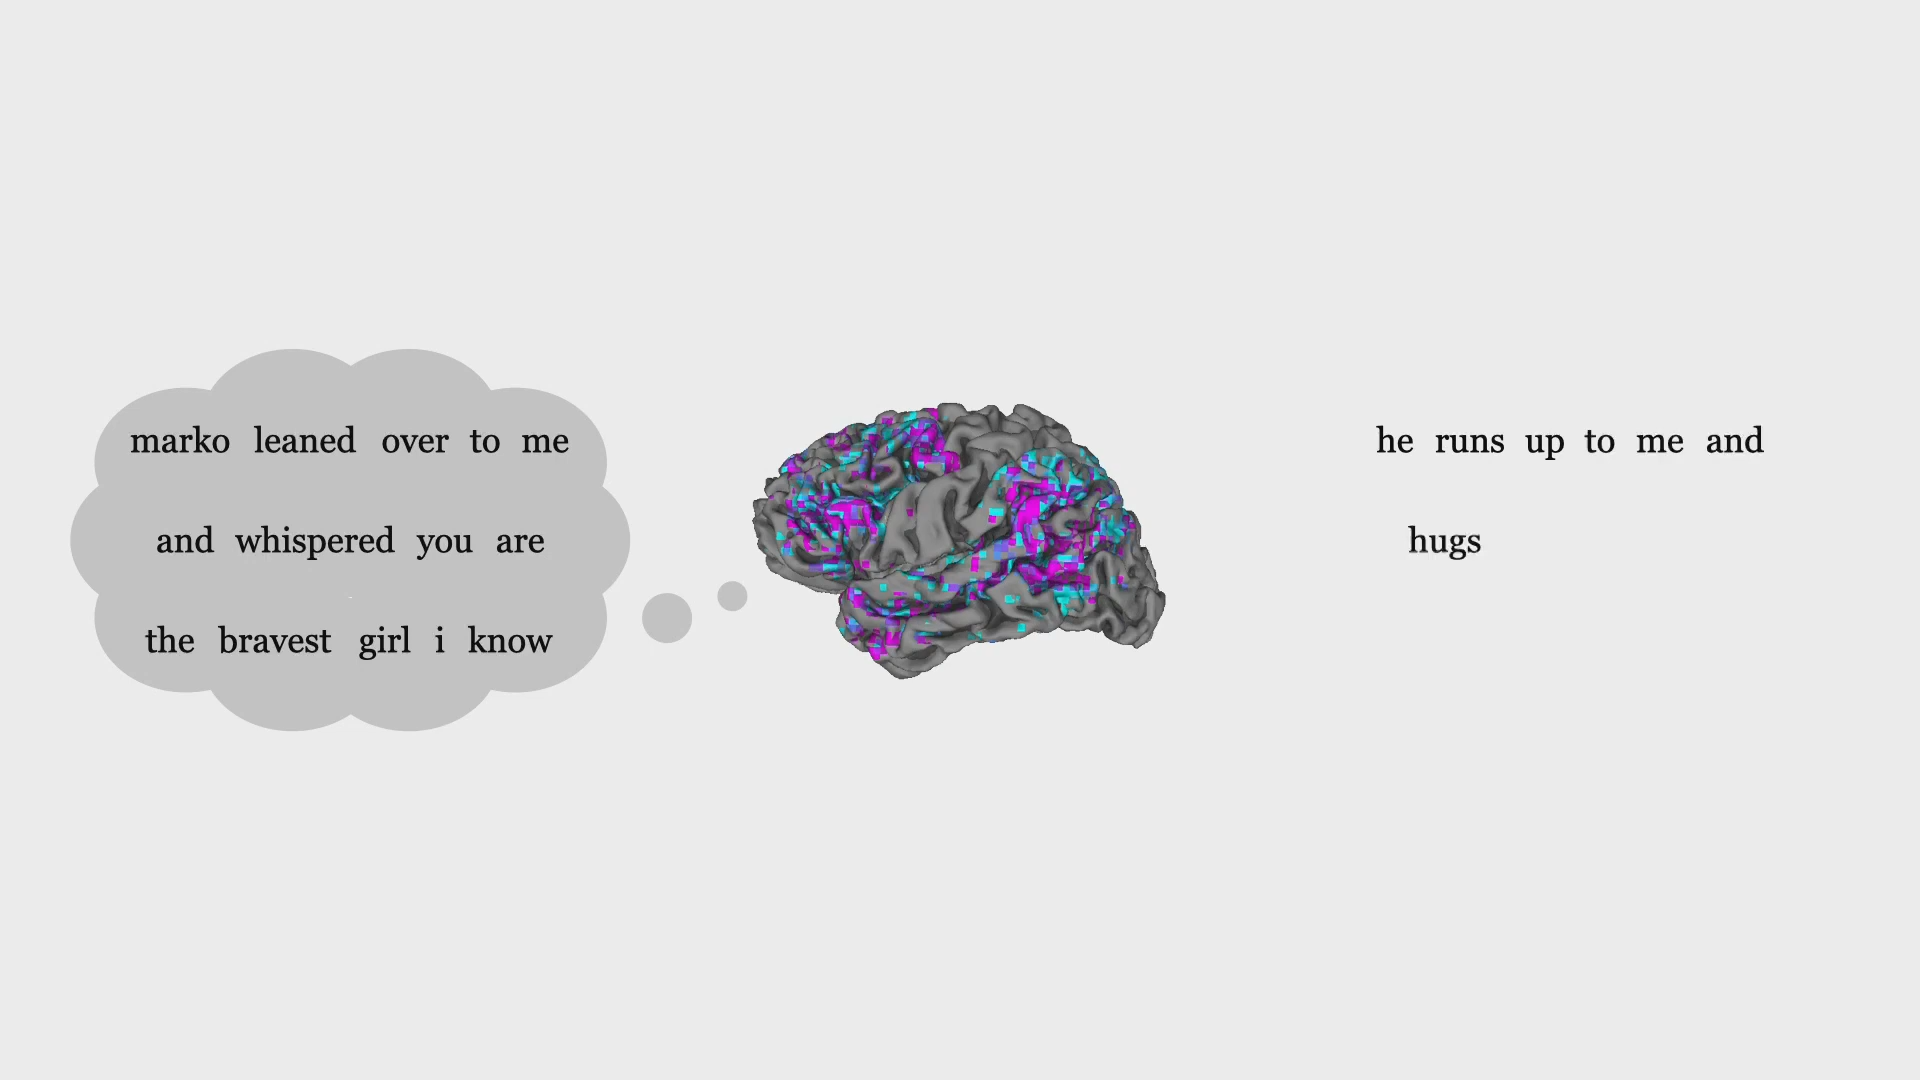 marko leaned over to me
and whispered you are
the bravest girl i know
he runs up to me and
hugs